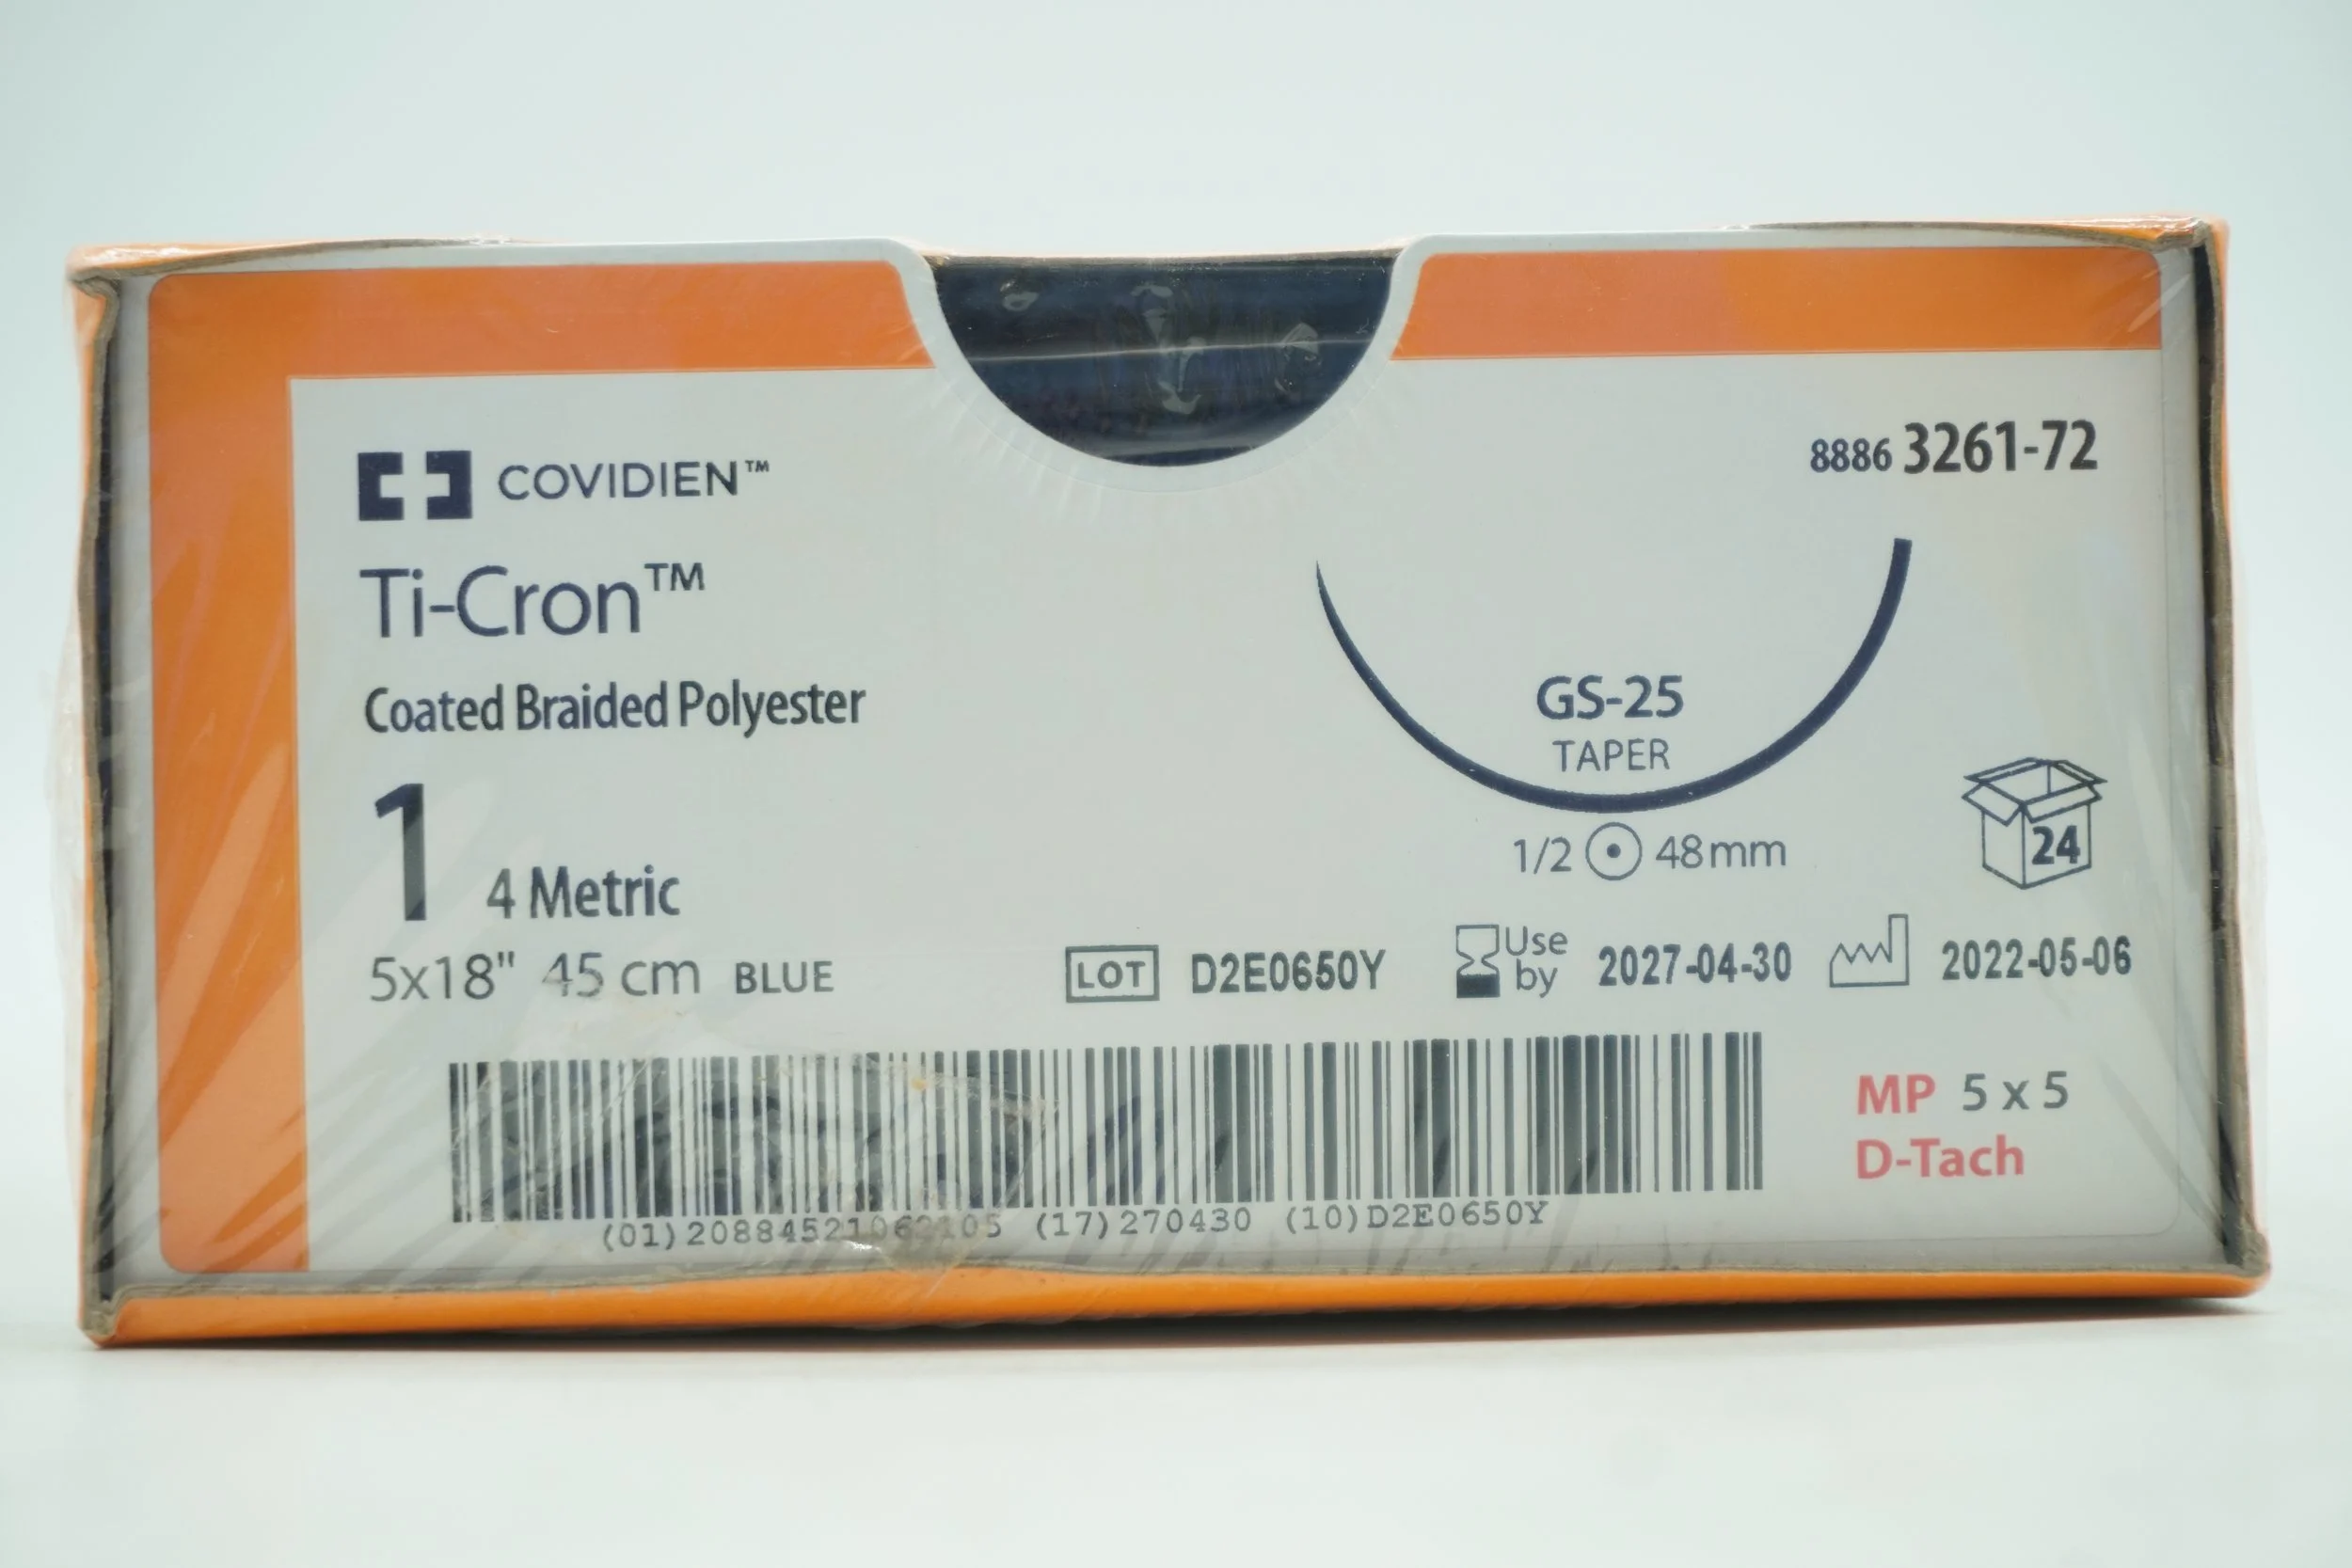 COVIDIEN™
8886 3261-72
Ti-Cron™
Coated Braided Polyester
GS-25
TAPER
1/2 48mm
24
1 4 Metric
5x18" 45 cm BLUE
LOT D2E0650Y
Use by 2027-04-30
2022-05-06
MP 5 x 5
D-Tach
(01)20884521062105 (17)270430 (10)D2E0650Y